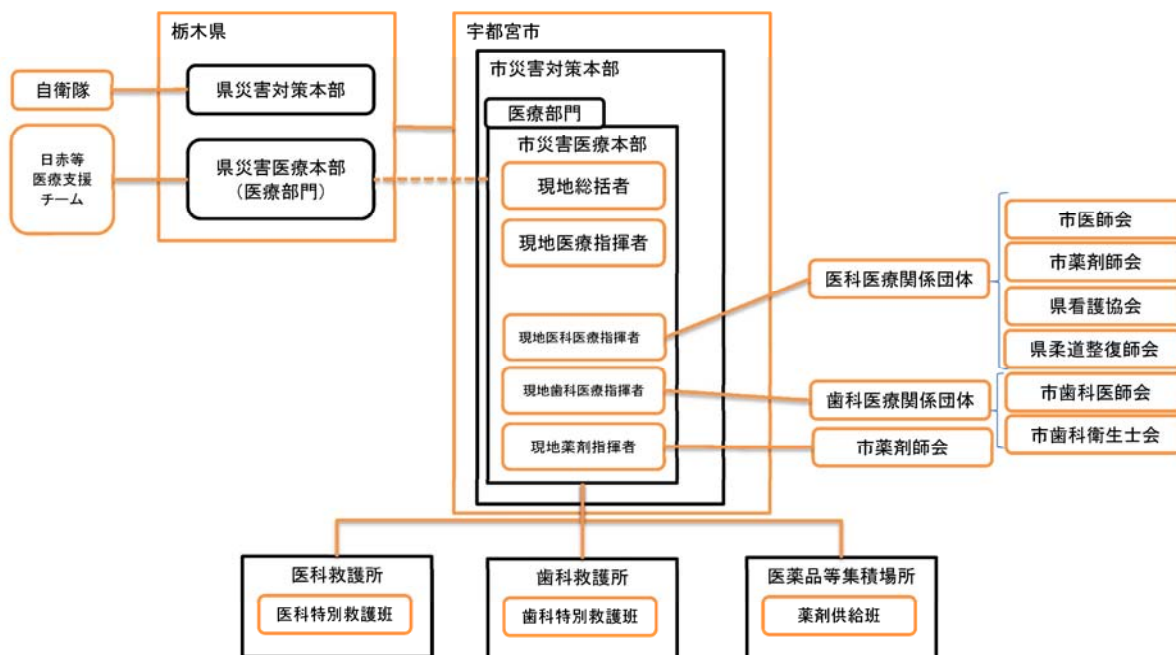 栃木県
自衛隊
県災害対策本部
日赤等
医療支援
チーム
県災害医療本部
(医療部門)
宇都宮市
市災害対策本部
医療部門
市災害医療本部
現地総括者
現地医療指揮者
現地医科医療指揮者
現地歯科医療指揮者
現地薬剤指揮者
医科医療関係団体
市医師会
市薬剤師会
県看護協会
県柔道整復師会
歯科医療関係団体
市歯科医師会
市歯科衛生士会
市薬剤師会
医科救護所
医科特別救護班
歯科救護所
歯科特別救護班
医薬品等集積場所
薬剤供給班